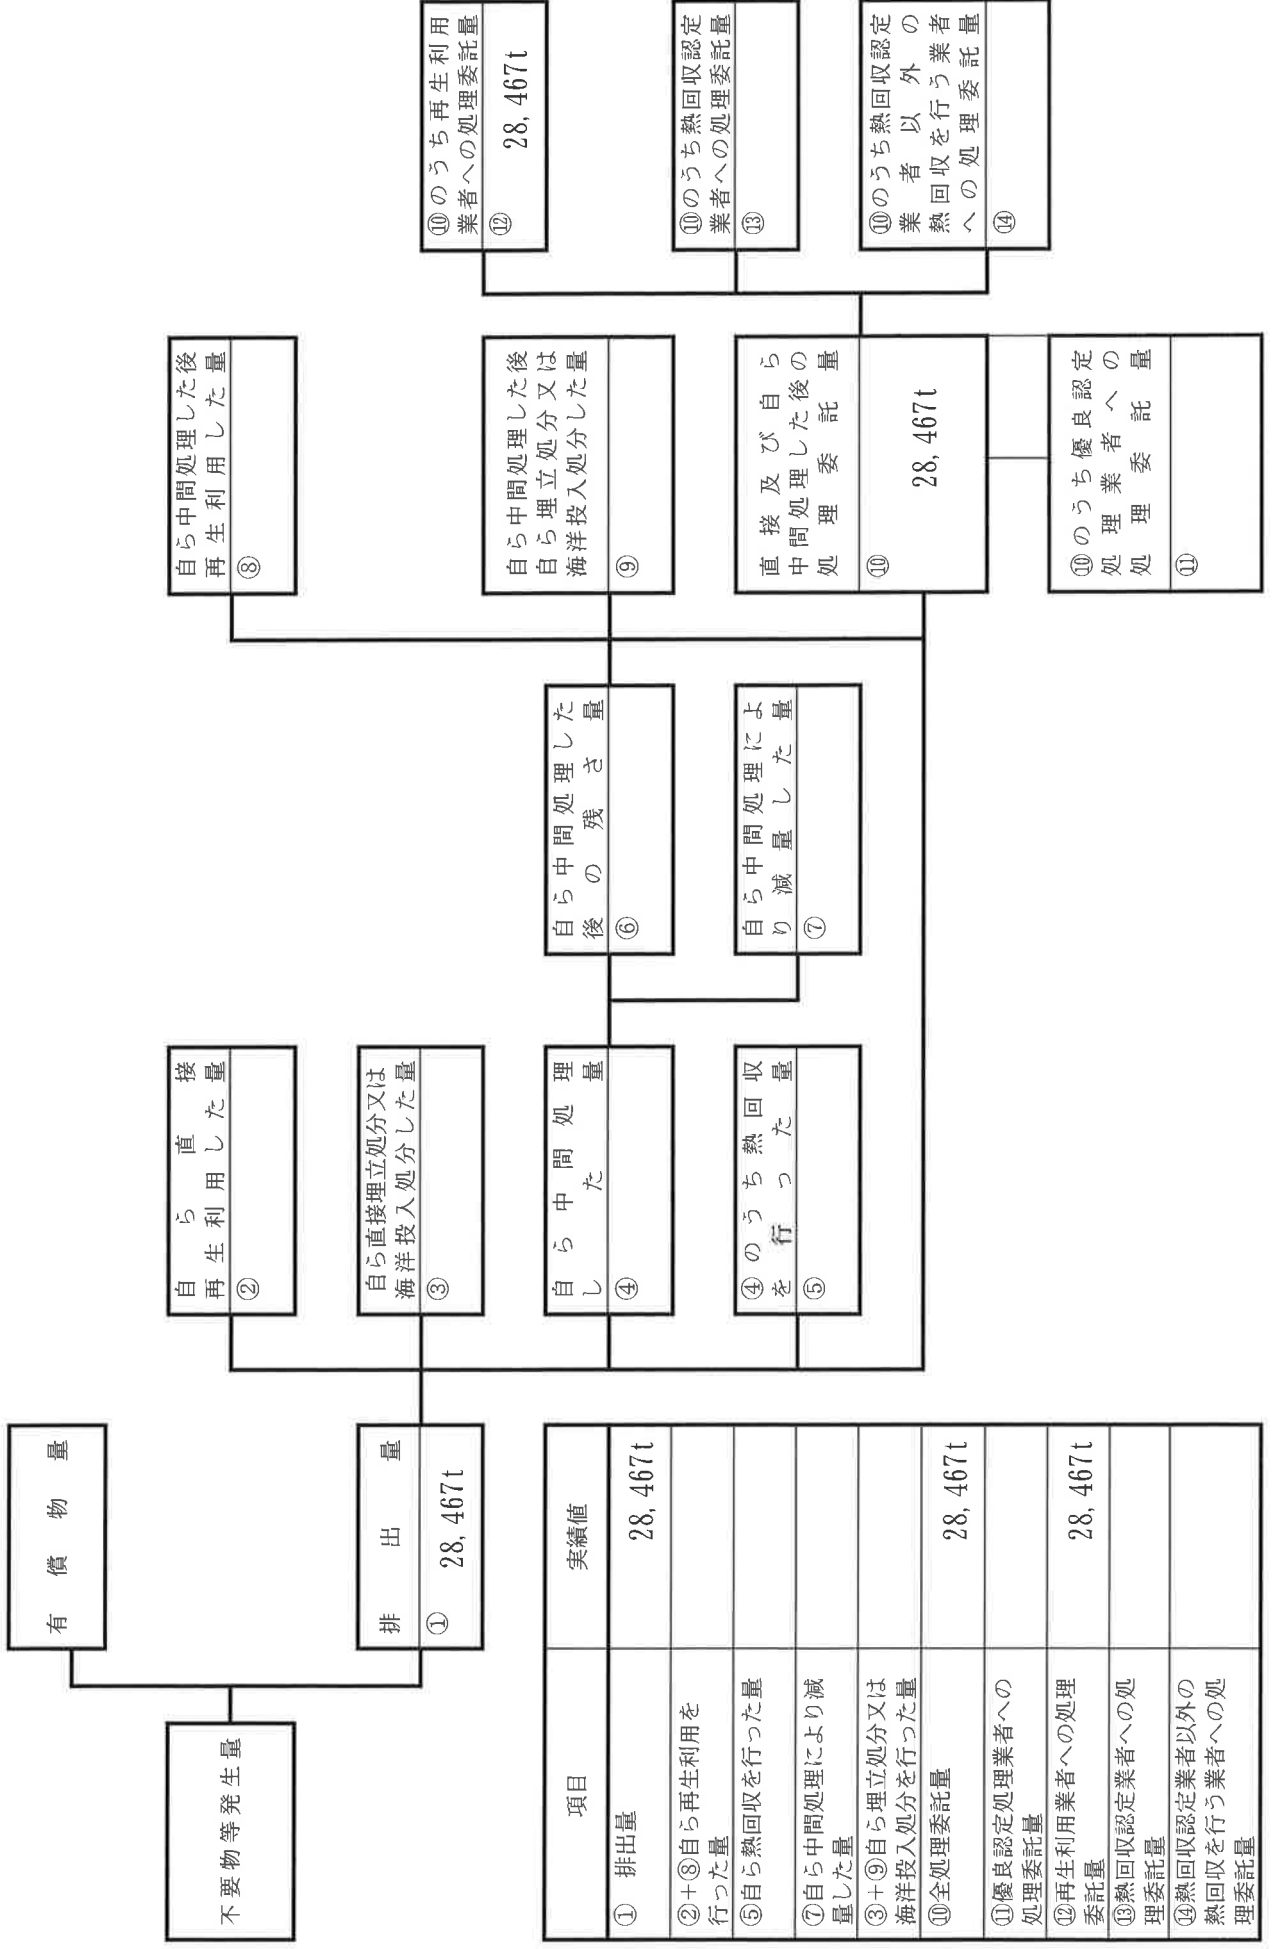 不要物等発生量
有償物量
排出量
① 28,467t
自ら直接
再生利用した量
②
自ら直接埋立処分又は
海洋投入処分した量
③
自ら中間処理
した量
④
④のうち熱回収
を行った量
⑤
自ら中間処理した
後の残さ量
⑥
自ら中間処理によ
り減量した量
⑦
自ら中間処理した後
再生利用した量
⑧
自ら中間処理した後
自ら埋立処分又は
海洋投入処分した量
⑨
直接及び自ら
中間処理した後の
処理委託量
⑩
28,467t
⑩のうち優良認定
処理業者への
処理委託量
⑪
⑩のうち再生利用
業者への処理委託量
⑫
28,467t
⑩のうち熱回収認定
業者への処理委託量
⑬
⑩のうち熱回収認定
業者以外の
熱回収を行う業者
への処理委託量
⑭
項目 実績値
① 排出量 28,467t
②+⑧自ら再生利用を
行った量
⑤自ら熱回収を行った量
⑦自ら中間処理により減
量した量
③+⑨自ら埋立処分又は
海洋投入処分を行った量
⑩全処理委託量 28,467t
⑪優良認定処理業者への
処理委託量
⑫再生利用業者への処理
委託量 28,467t
⑬熱回収認定業者への処
理委託量
⑭熱回収認定業者以外の
熱回収を行う業者への処
理委託量